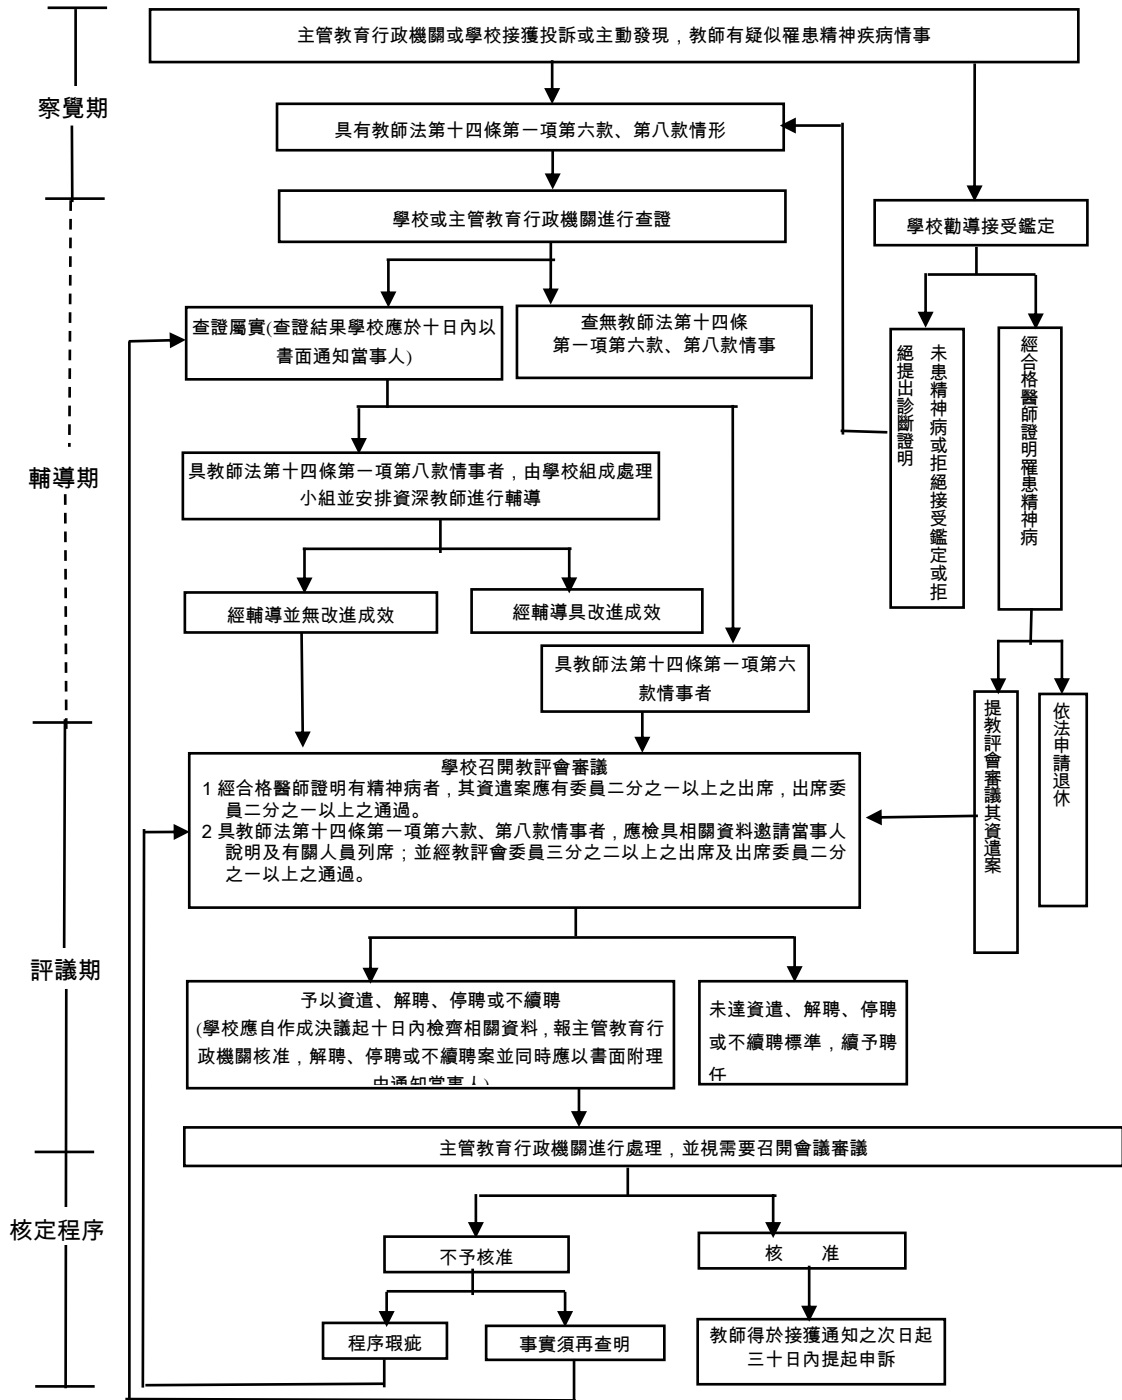 主管教育行政機關或學校接獲投訴或主動發現，教師有疑似罹患精神疾病情事
察覺期
具有教師法第十四條第一項第六款、第八款情形
學校或主管教育行政機關進行查證
學校勸導接受鑑定
查證屬實(查證結果學校應於十日內以
書面通知當事人)
查無教師法第十四條
第一項第六款、第八款情事
未患精神病或拒絕接受鑑定或拒
絕提出診斷證明
經合格醫師證明罹患精神病
輔導期
具教師法第十四條第一項第八款情事者，由學校組成處理
小組並安排資深教師進行輔導
經輔導並無改進成效
經輔導具改進成效
具教師法第十四條第一項第六
款情事者
提教評會審議其資遣案
依法申請退休
學校召開教評會審議
1 經合格醫師證明有精神病者，其資遣案應有委員二分之一以上之出席，出席委
員二分之一以上之通過。
2 具教師法第十四條第一項第六款、第八款情事者，應檢具相關資料邀請當事人
說明及有關人員列席；並經教評會委員三分之二以上之出席及出席委員二分
之一以上之通過。
評議期
予以資遣、解聘、停聘或不續聘
(學校應自作成決議起十日內檢齊相關資料，報主管教育行
政機關核准，解聘、停聘或不續聘案並同時應以書面附理
由通知當事人)
未達資遣、解聘、停聘
或不續聘標準，續予聘
任
主管教育行政機關進行處理，並視需要召開會議審議
核定程序
不予核准
核 准
程序瑕疵
事實須再查明
教師得於接獲通知之次日起
三十日內提起申訴